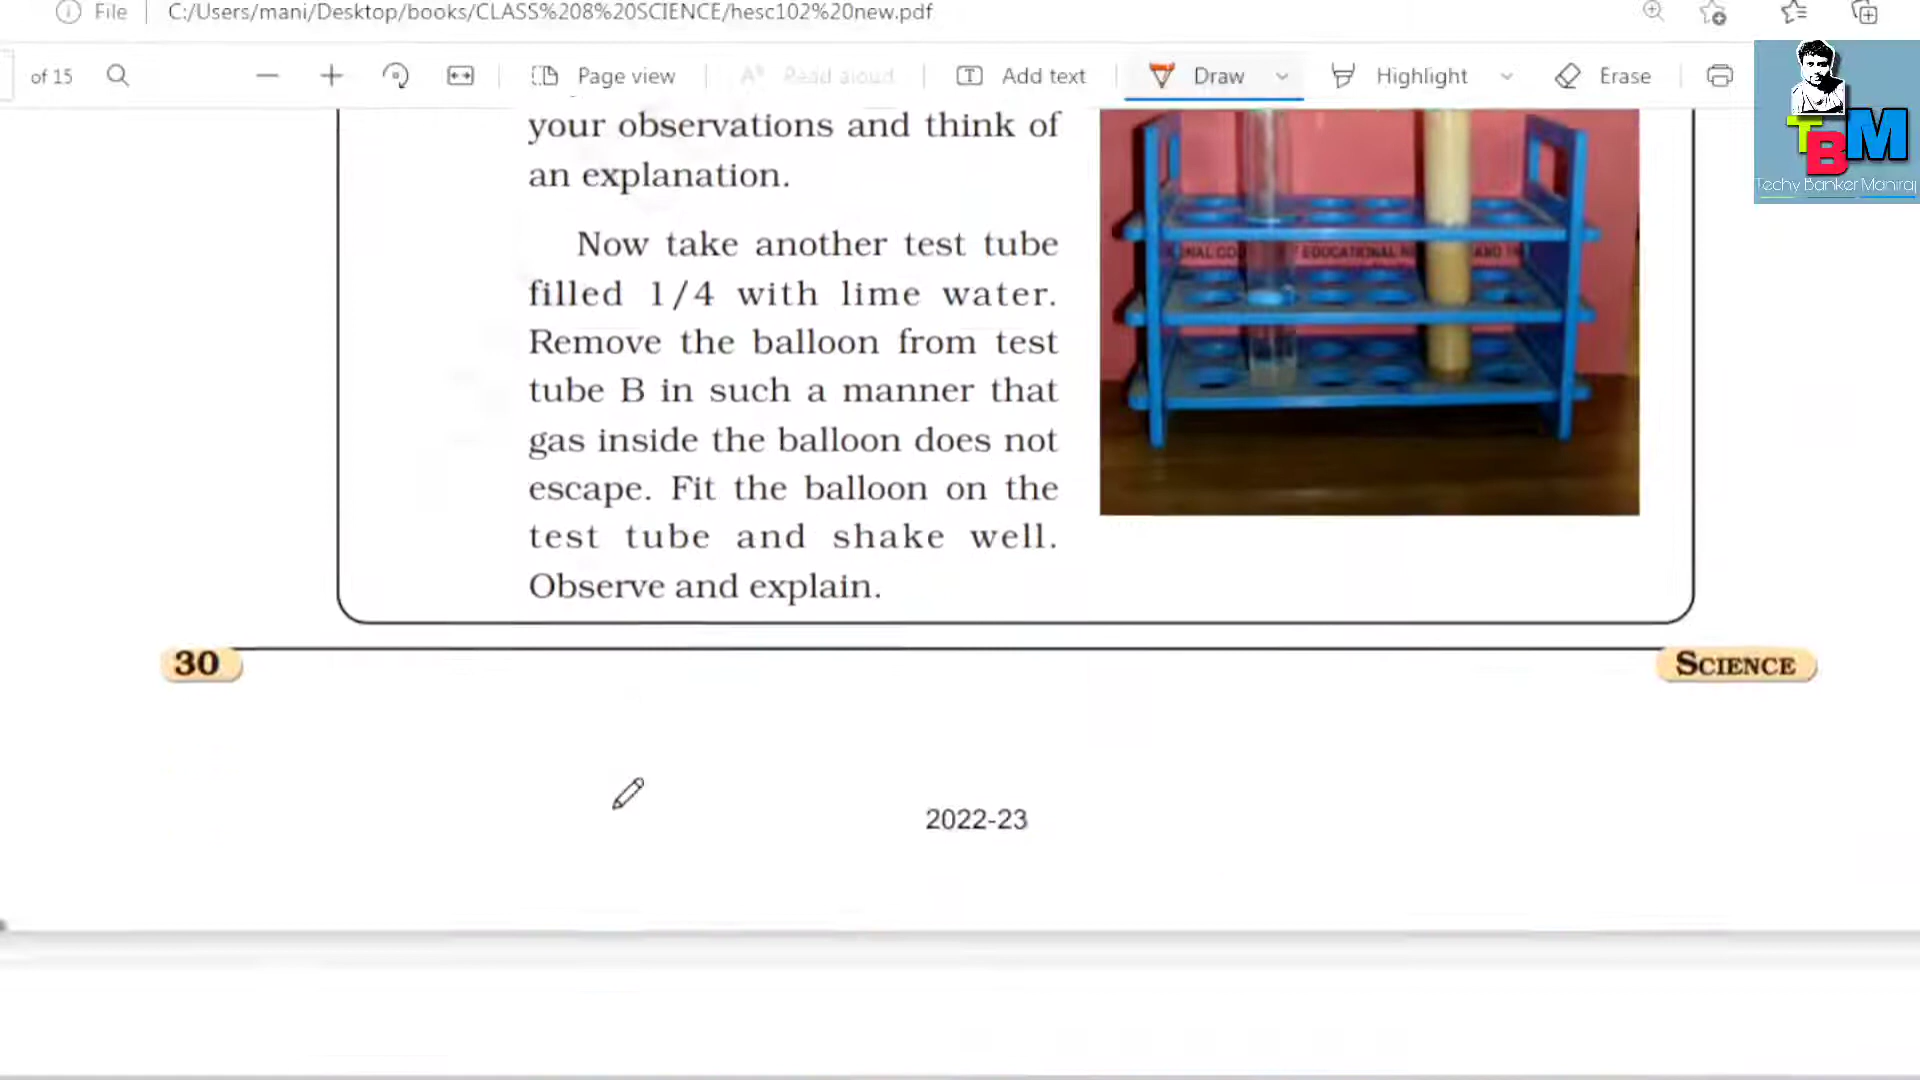 File
C:/Users/mani/Desktop/books/CLASS%208%20SCIENCE/hesc102%20new.pdf
of 15
Page view
Read aloud
Add text
Draw
Highlight
Erase
TBM
Techy Banker Maniraj
your observations and think of
an explanation.
Now take another test tube
filled 1/4 with lime water.
Remove the balloon from test
tube B in such a manner that
gas inside the balloon does not
escape. Fit the balloon on the
test tube and shake well.
Observe and explain.
EDUCATIONAL
AND
30
SCIENCE
2022-23